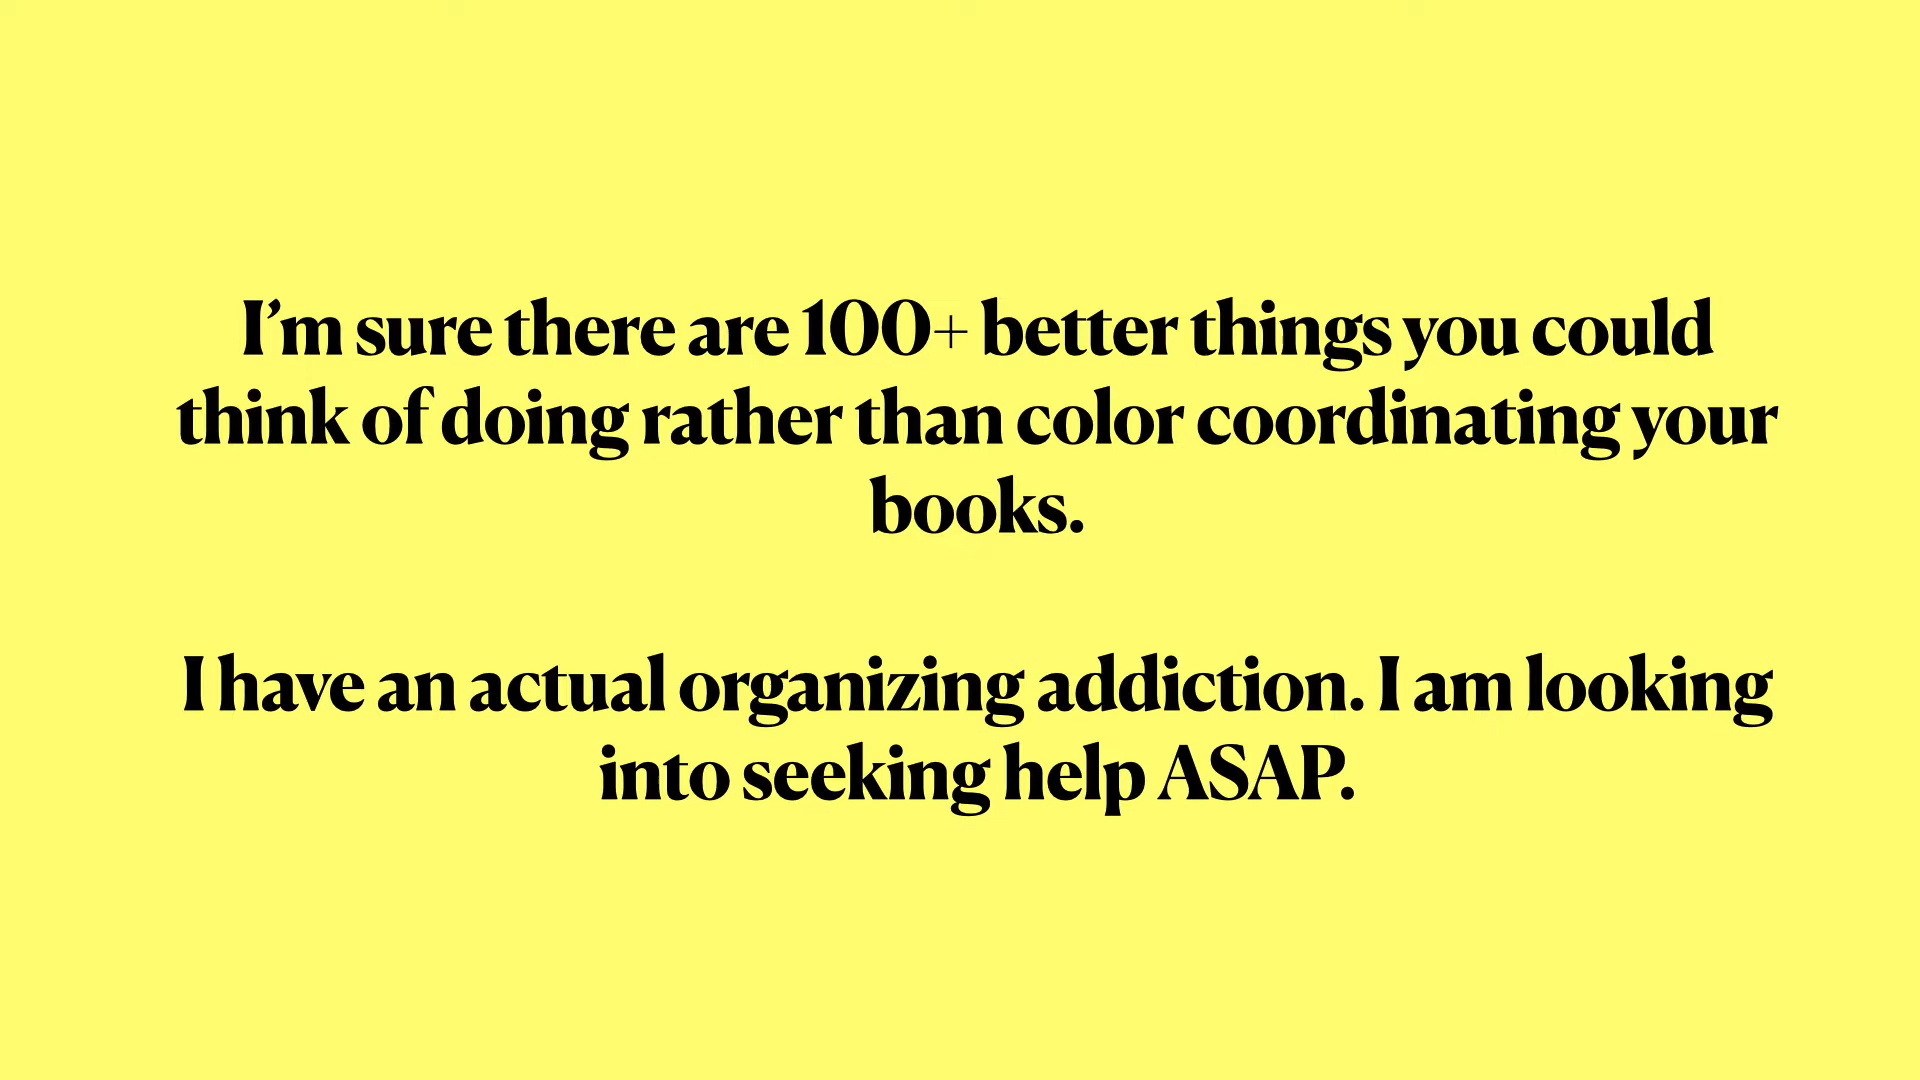 I’m sure there are 100+ better things you could
think of doing rather than color coordinating your
books.
I have an actual organizing addiction. I am looking
into seeking help ASAP.